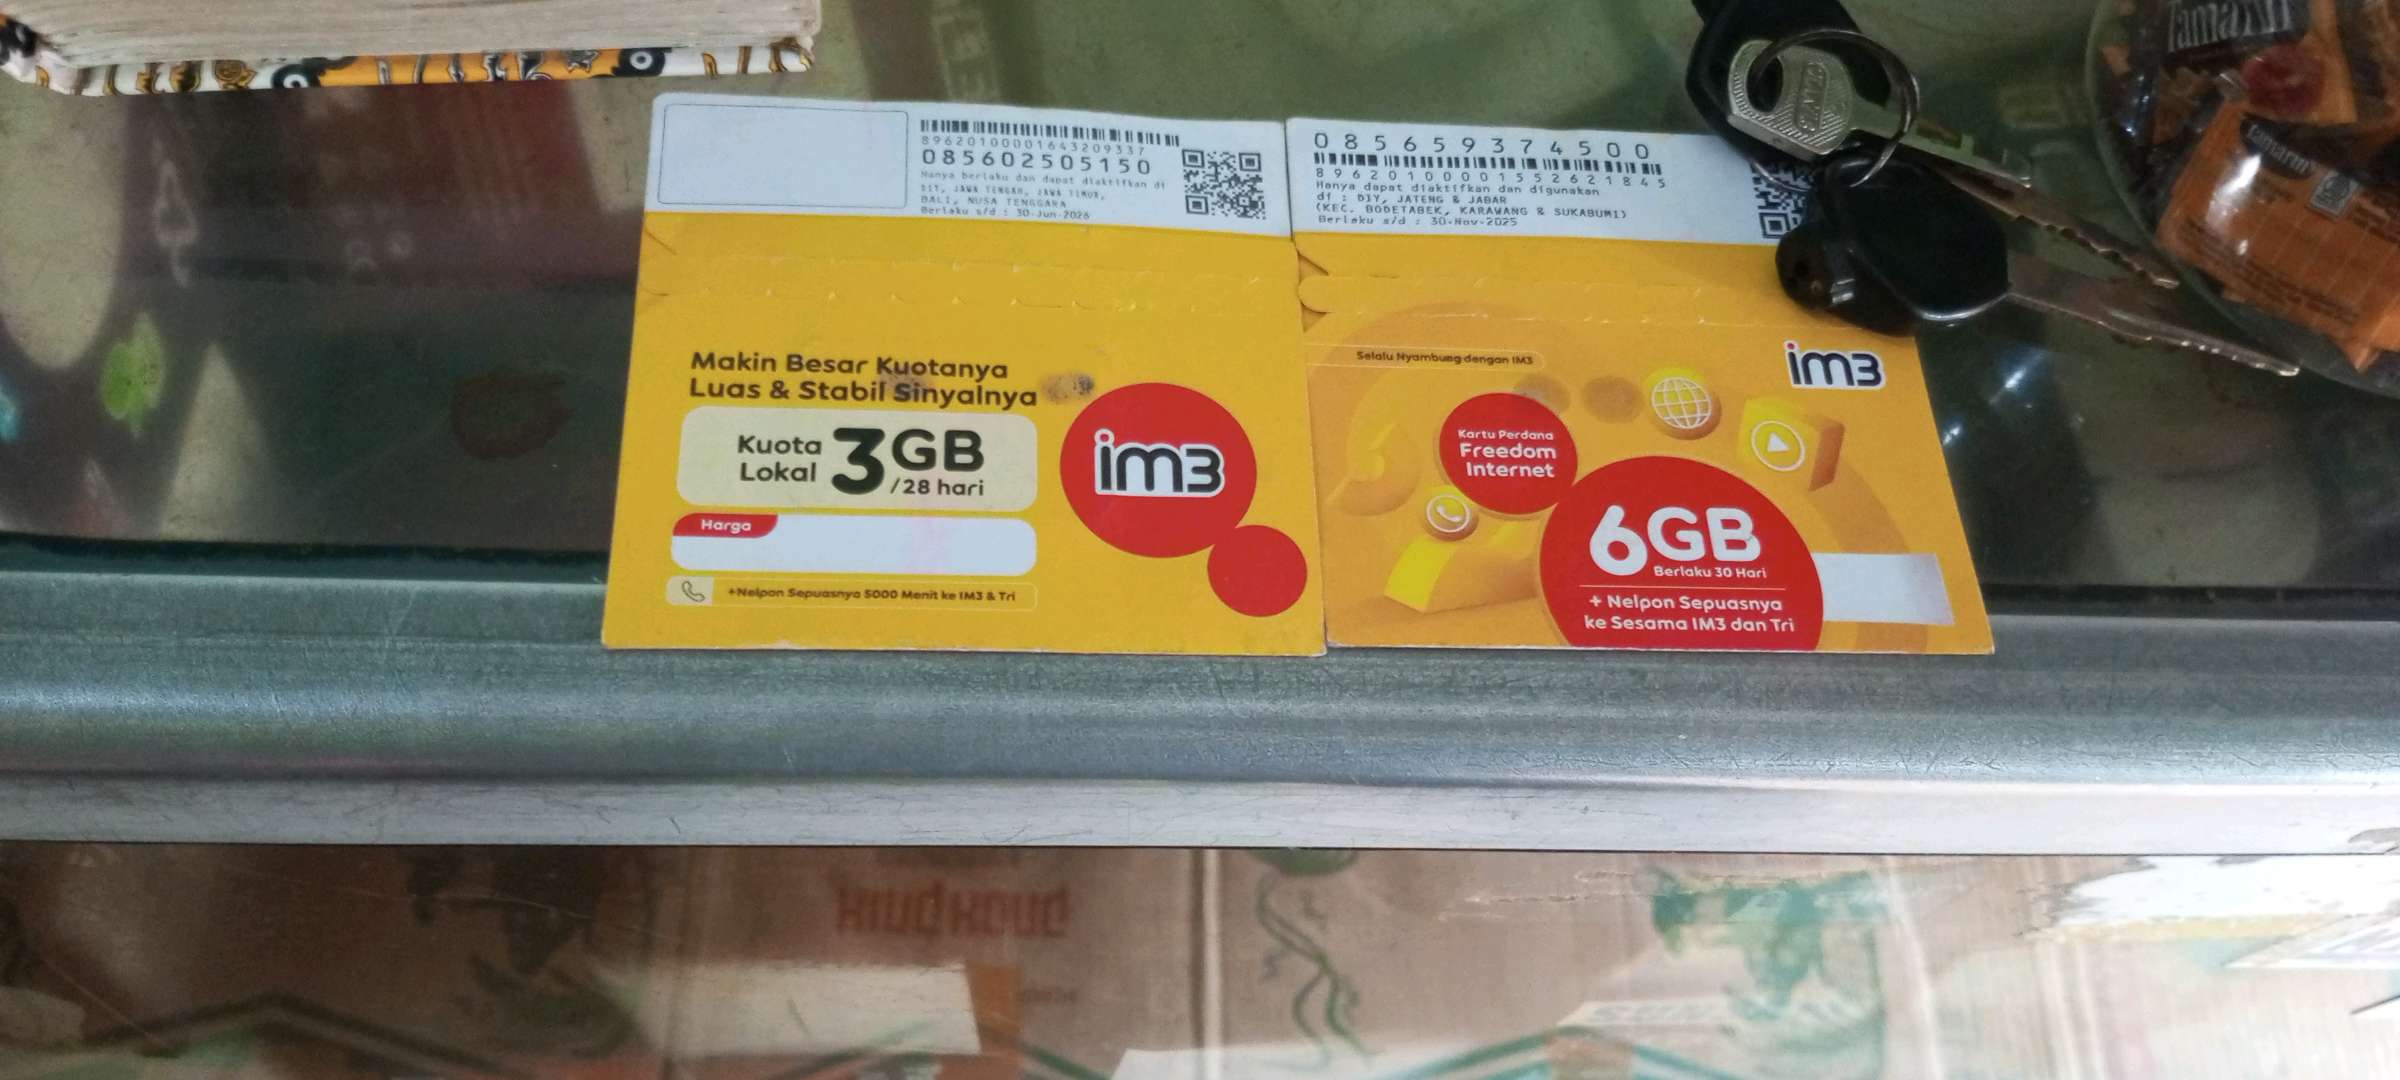 89620100001643209337
085602505150
Hanya berlaku dan dapat diaktifkan di
DIY, JAWA TENGAH, JAWA TIMUR,
BALI, NUSA TENGGARA
Berlaku s/d : 30-Jun-2026
Makin Besar Kuotanya
Luas & Stabil Sinyalnya
Kuota
Lokal
3GB
/28 hari
im3
Harga
+Nelpon Sepuasnya 5000 Menit ke IM3 & Tri
085659374500
89620100001552621845
Hanya dapat diaktifkan dan digunakan
di : DIY, JATENG & JABAR
(KEC. BODETABEK, KARAWANG & SUKABUMI)
Berlaku s/d : 30-Nov-2025
Selalu Nyambung dengan IM3
im3
Kartu Perdana
Freedom
Internet
6GB
Berlaku 30 Hari
+ Nelpon Sepuasnya
ke Sesama IM3 dan Tri
Tamarin
Tamarin